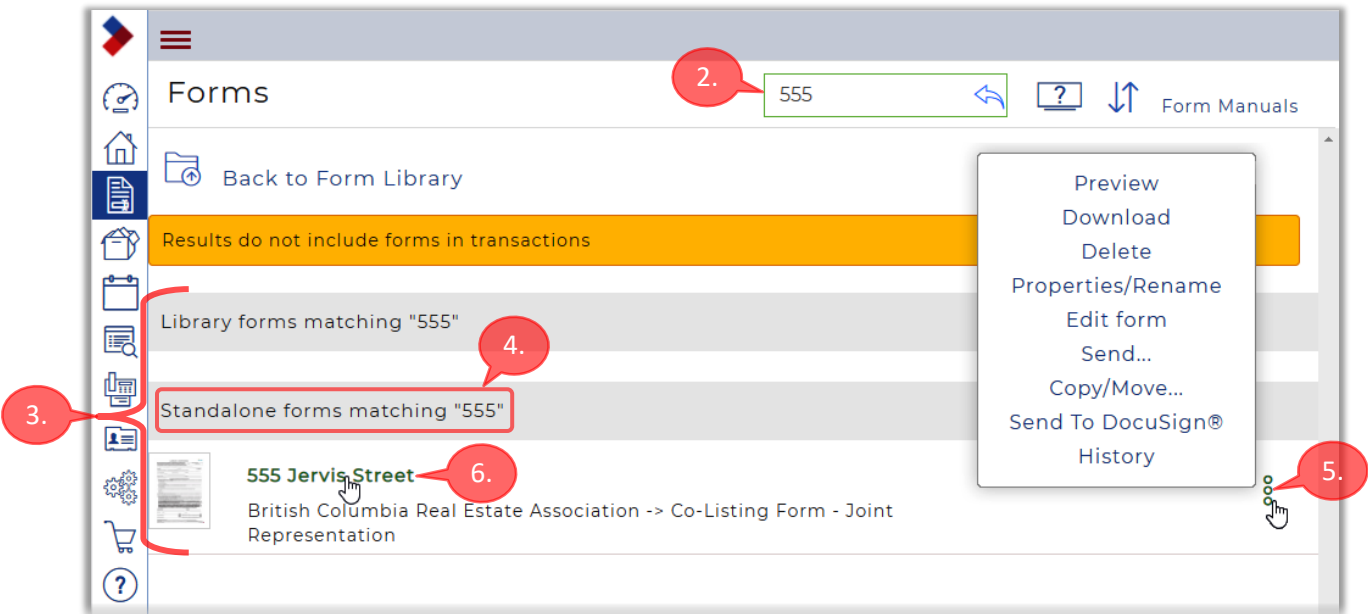 2.
Forms
555
?
Form Manuals
Back to Form Library
Preview
Download
Delete
Properties/Rename
Edit form
Send...
Copy/Move...
Send To DocuSign®
History
Results do not include forms in transactions
Library forms matching "555"
4.
3.
Standalone forms matching "555"
555 Jervis Street
6.
5.
British Columbia Real Estate Association -> Co-Listing Form - Joint
Representation
?